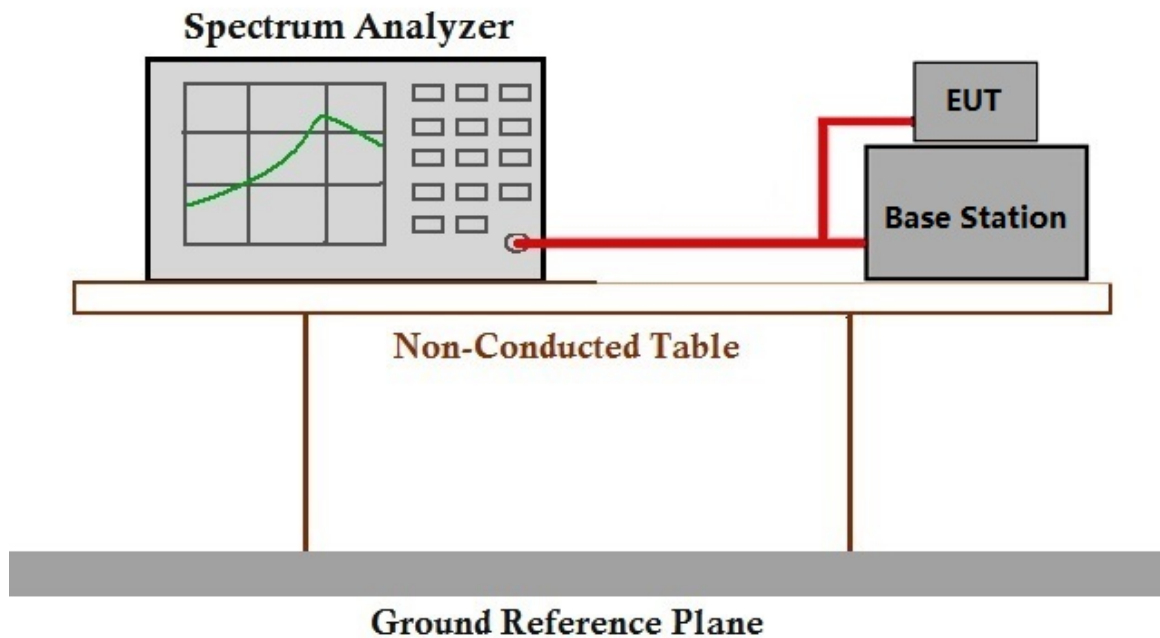 Spectrum Analyzer
EUT
Base Station
Non-Conducted Table
Ground Reference Plane